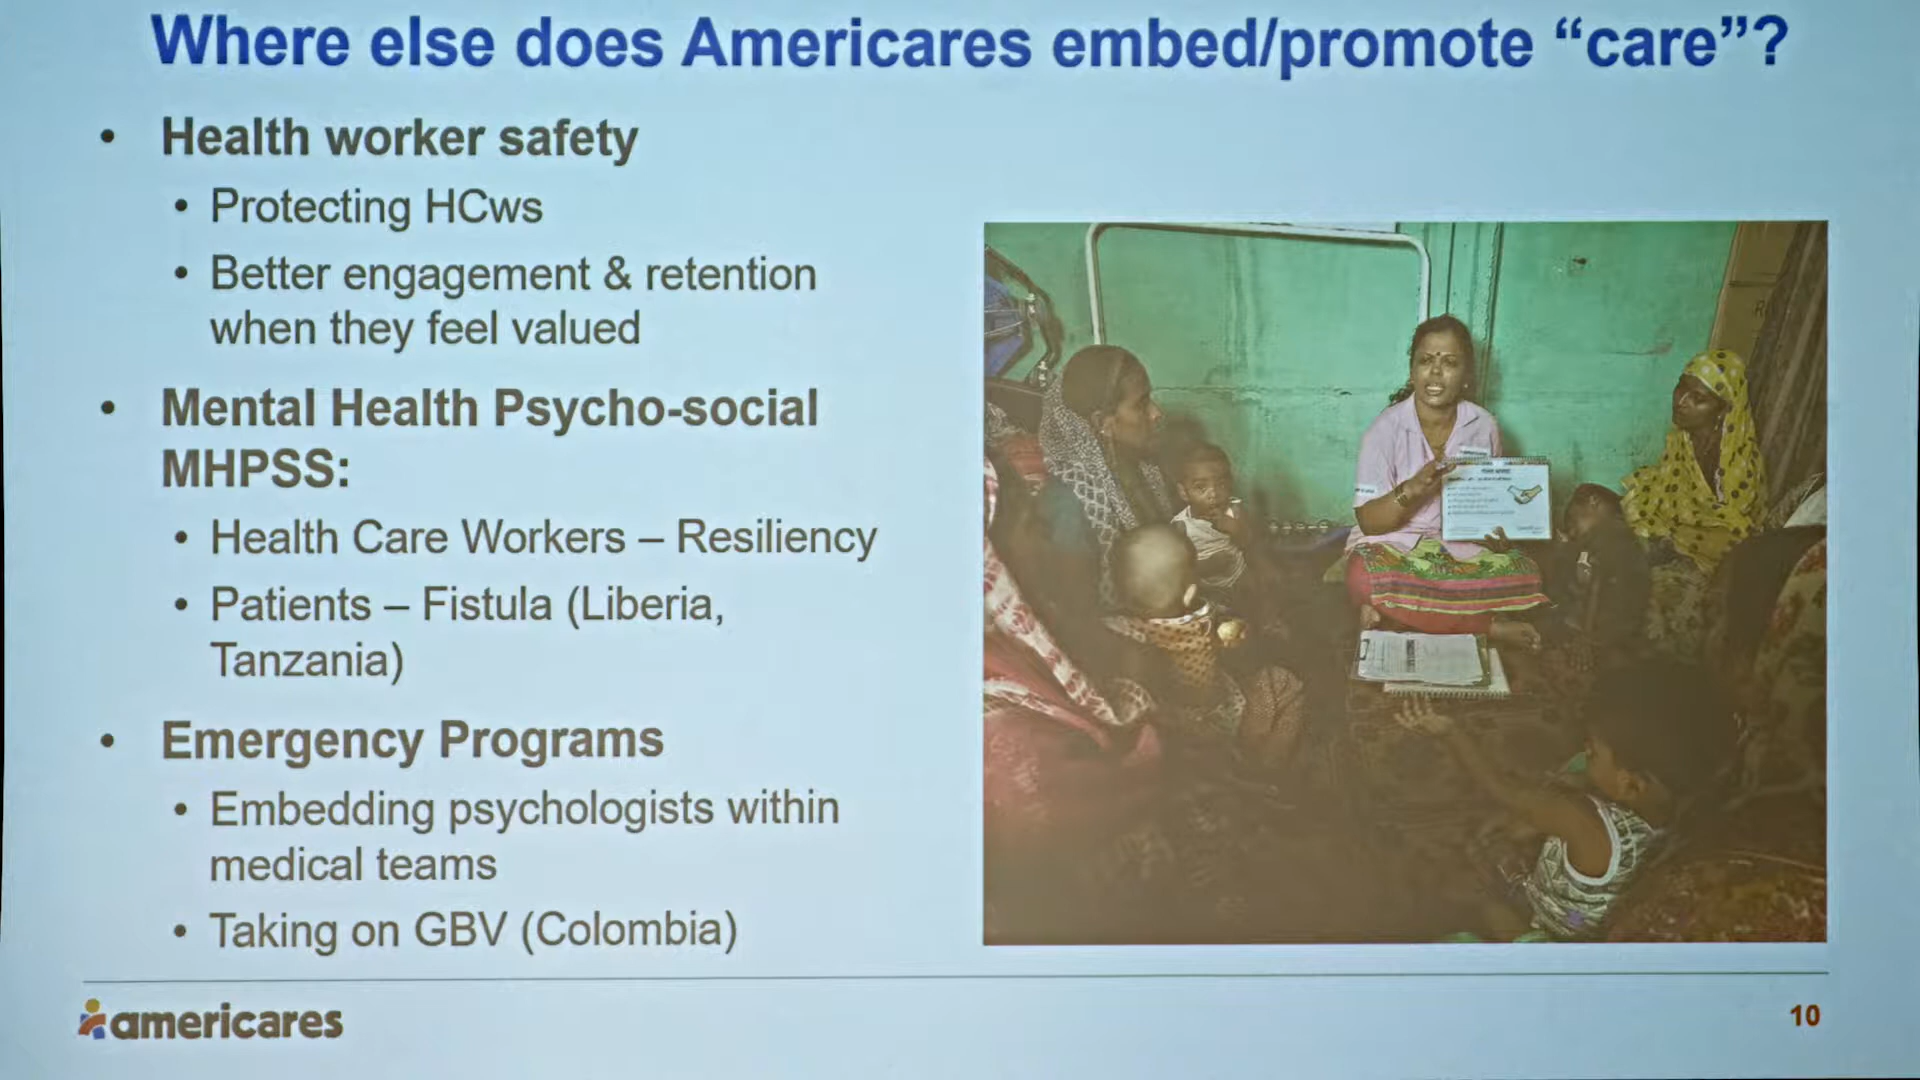 Where else does Americares embed/promote “care”?
• Health worker safety
• Protecting HCws
• Better engagement & retention
when they feel valued
• Mental Health Psycho-social
MHPSS:
• Health Care Workers – Resiliency
• Patients – Fistula (Liberia,
Tanzania)
• Emergency Programs
• Embedding psychologists within
medical teams
• Taking on GBV (Colombia)
americares
10